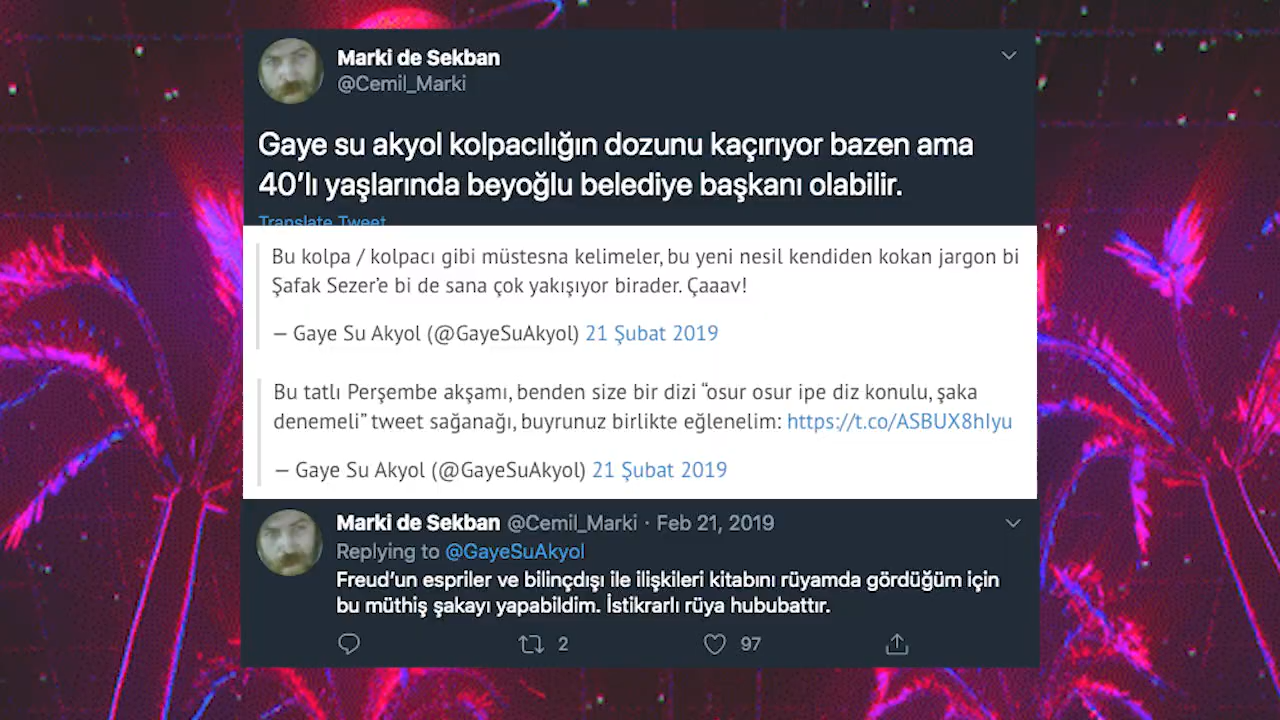 Marki de Sekban
@Cemil_Marki
Gaye su akyol kolpacılığın dozunu kaçırıyor bazen ama
40’lı yaşlarında beyoğlu belediye başkanı olabilir.
Translate Tweet
Bu kolpa / kolpacı gibi müstesna kelimeler, bu yeni nesil kendiden kokan jargon bi
Şafak Sezer’e bi de sana çok yakışıyor birader. Çaaav!
— Gaye Su Akyol (@GayeSuAkyol) 21 Şubat 2019
Bu tatlı Perşembe akşamı, benden size bir dizi “osur osur ipe diz konulu, şaka
denemeli” tweet sağanağı, buyrunuz birlikte eğlenelim: https://t.co/ASBUX8hIyu
— Gaye Su Akyol (@GayeSuAkyol) 21 Şubat 2019
Marki de Sekban @Cemil_Marki · Feb 21, 2019
Replying to @GayeSuAkyol
Freud’un espriler ve bilinçdışı ile ilişkileri kitabını rüyamda gördüğüm için
bu müthiş şakayı yapabildim. İstikrarlı rüya hububattır.
2 97